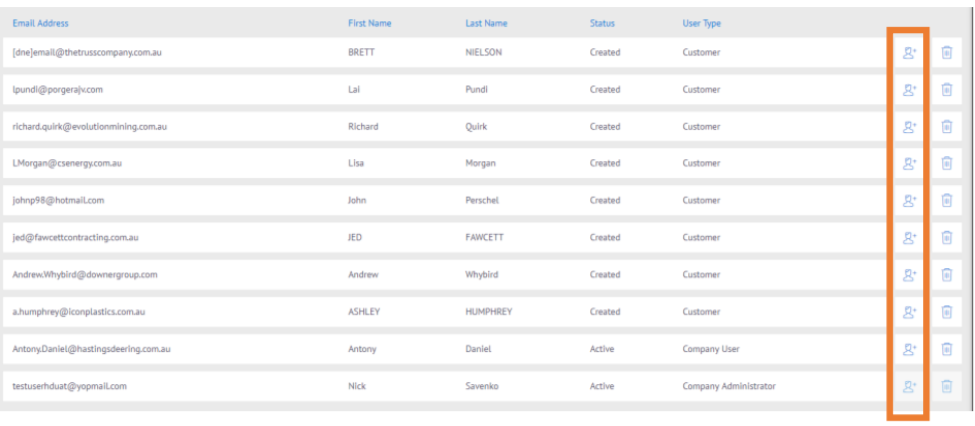 Email Address First Name Last Name Status User Type
[dne]email@thetrusscompany.com.au BRETT NIELSON Created Customer
lpundi@porgerajv.com Lai Pundi Created Customer
richard.quirk@evolutionmining.com.au Richard Quirk Created Customer
LMorgan@csenergy.com.au Lisa Morgan Created Customer
johnp98@hotmail.com John Perschel Created Customer
jed@fawcettcontracting.com.au JED FAWCETT Created Customer
Andrew.Whybird@downergroup.com Andrew Whybird Created Customer
a.humphrey@iconplastics.com.au ASHLEY HUMPHREY Created Customer
Antony.Daniel@hastingsdeering.com.au Antony Daniel Active Company User
testuserhduat@yopmail.com Nick Savenko Active Company Administrator